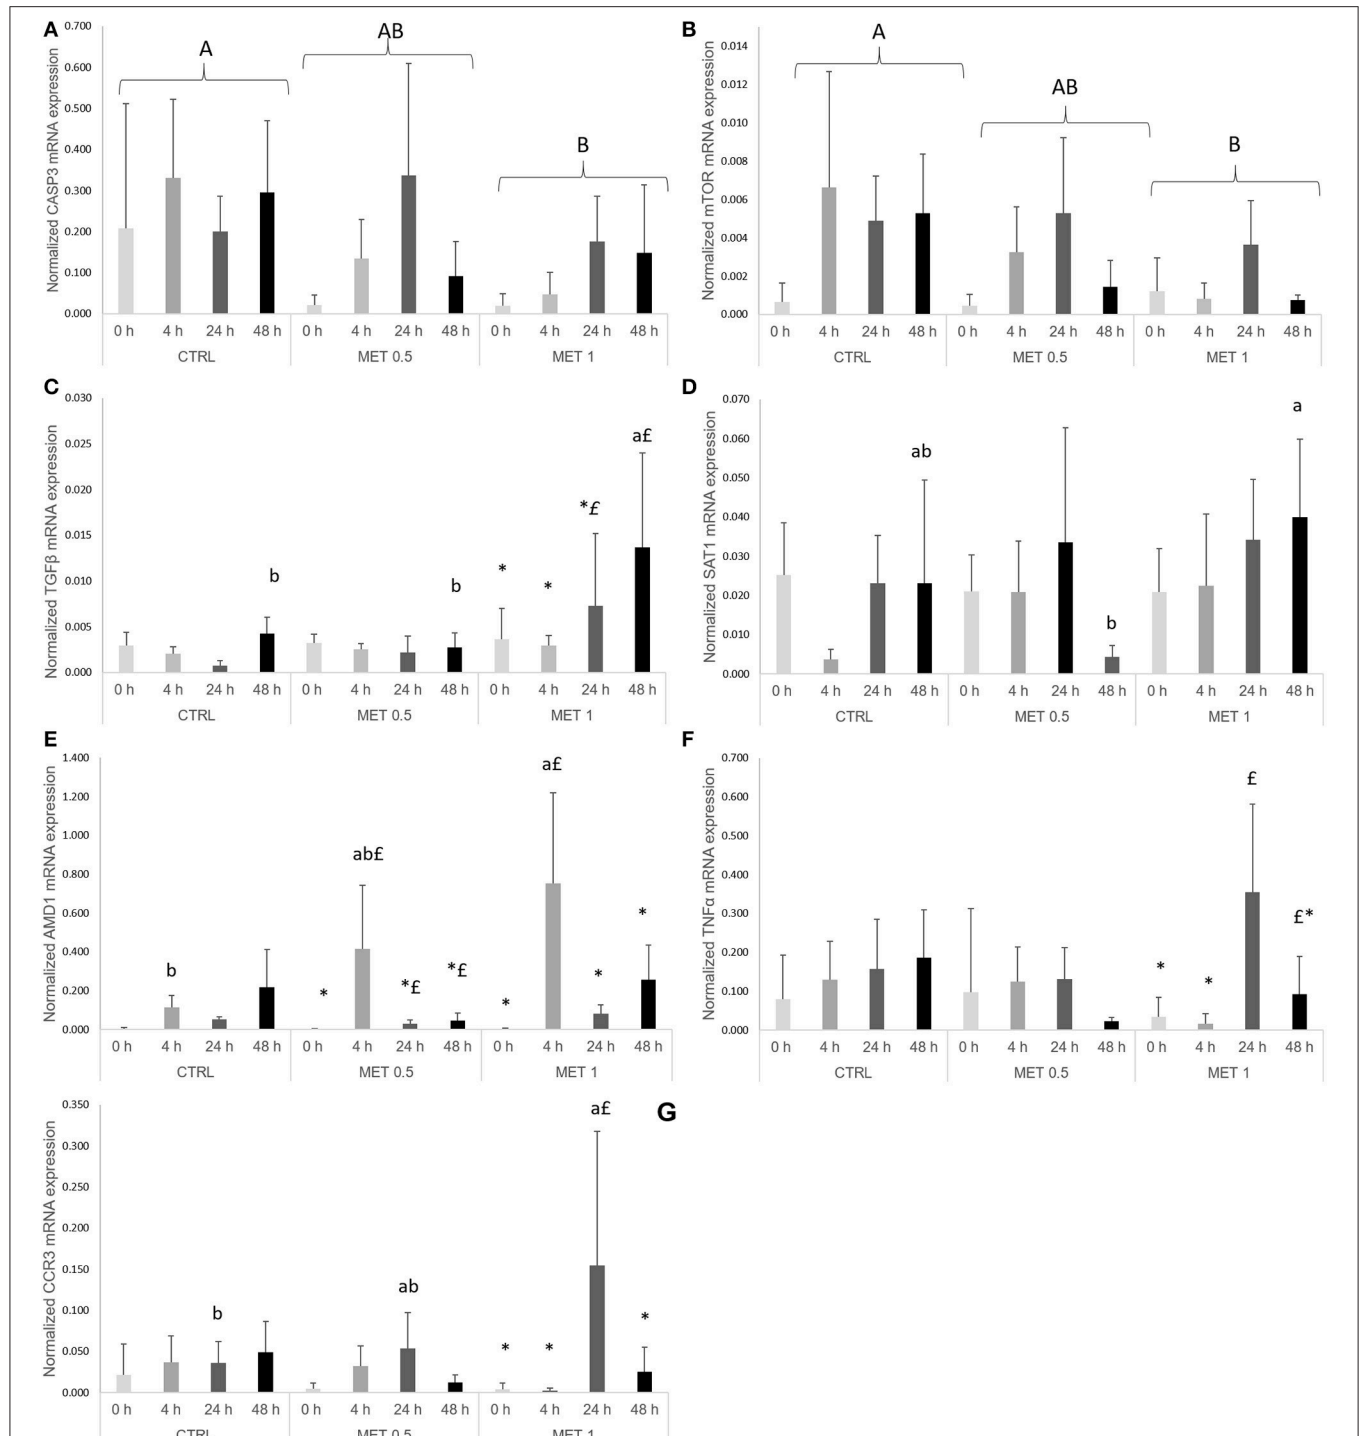 A
Normalized CASP3 mRNA expression
0.700
0.600
0.500
0.400
0.300
0.200
0.100
0.000
A
AB
B
0 h 4 h 24 h 48 h 0 h 4 h 24 h 48 h 0 h 4 h 24 h 48 h
CTRL MET 0.5 MET 1
B
Normalized mTOR mRNA expression
0.014
0.012
0.010
0.008
0.006
0.004
0.002
0.000
A
AB
B
0 h 4 h 24 h 48 h 0 h 4 h 24 h 48 h 0 h 4 h 24 h 48 h
CTRL MET 0.5 MET 1
C
Normalized TGFβ mRNA expression
0.030
0.025
0.020
0.015
0.010
0.005
0.000
b
b
*
*
*£
a£
0 h 4 h 24 h 48 h 0 h 4 h 24 h 48 h 0 h 4 h 24 h 48 h
CTRL MET 0.5 MET 1
D
Normalized SAT1 mRNA expression
0.070
0.060
0.050
0.040
0.030
0.020
0.010
0.000
ab
b
a
0 h 4 h 24 h 48 h 0 h 4 h 24 h 48 h 0 h 4 h 24 h 48 h
CTRL MET 0.5 MET 1
E
Normalized AMD1 mRNA expression
1.400
1.200
1.000
0.800
0.600
0.400
0.200
0.000
b
*
ab£
*£
*£
*
a£
*
*
0 h 4 h 24 h 48 h 0 h 4 h 24 h 48 h 0 h 4 h 24 h 48 h
CTRL MET 0.5 MET 1
F
Normalized TNFα mRNA expression
0.700
0.600
0.500
0.400
0.300
0.200
0.100
0.000
*
*
£
£*
0 h 4 h 24 h 48 h 0 h 4 h 24 h 48 h 0 h 4 h 24 h 48 h
CTRL MET 0.5 MET 1
G
Normalized CCR3 mRNA expression
0.350
0.300
0.250
0.200
0.150
0.100
0.050
0.000
b
ab
*
*
a£
*
0 h 4 h 24 h 48 h 0 h 4 h 24 h 48 h 0 h 4 h 24 h 48 h
CTRL MET 0.5 MET 1